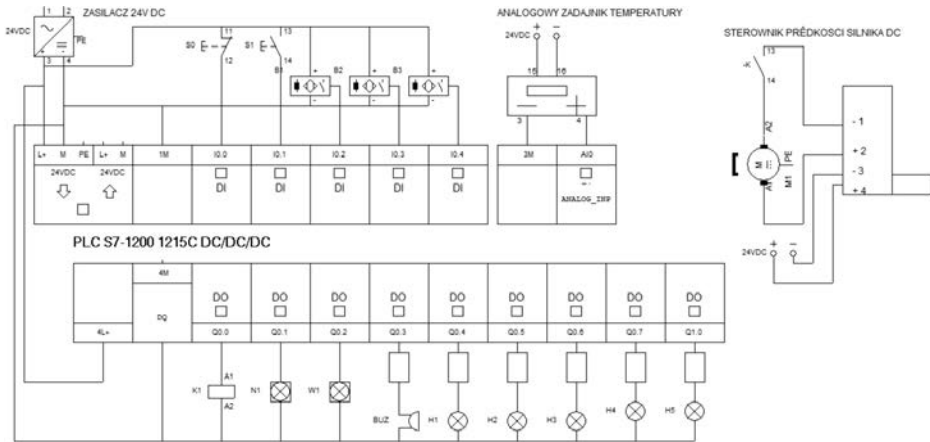 1 2 ZASILACZ 24V DC
24VDC
PE
+ =
3 4
ANALOGOWY ZADAJNIK TEMPERATURY
24VDC + −
15 16
3 4
STEROWNIK PRĘDKOSCI SILNIKA DC
11 13
S0 S1
12 14
B1 B2 B3
+ + +
- - -
L+ M PE L+ M 1M I0.0 I0.1 I0.2 I0.3 I0.4
24VDC 24VDC
DI DI DI DI DI
2M AI0
ANALOG_INP
13
-K
14
A2
M PE
M1
A1
- 1
+ 2
- 3
+ 4
+ −
24VDC
PLC S7-1200 1215C DC/DC/DC
4M
DO DO DO DO DO DO DO DO DO
DQ
4L+ Q0.0 Q0.1 Q0.2 Q0.3 Q0.4 Q0.5 Q0.6 Q0.7 Q1.0
A1
K1 N1 W1
A2
BUZ H1 H2 H3 H4 H5